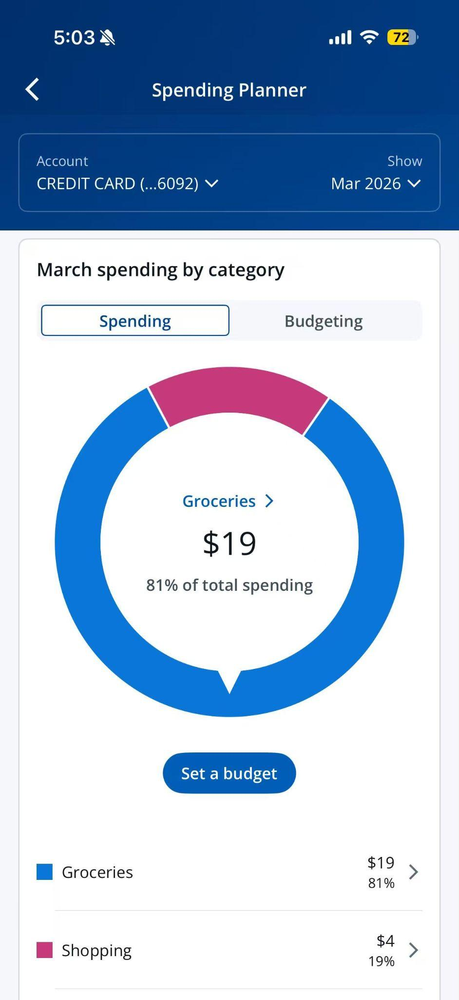 5:03
72
Spending Planner
Account
Show
CREDIT CARD (...6092)
Mar 2026
March spending by category
Spending
Budgeting
Groceries
$19
81% of total spending
Set a budget
Groceries
$19
81%
Shopping
$4
19%